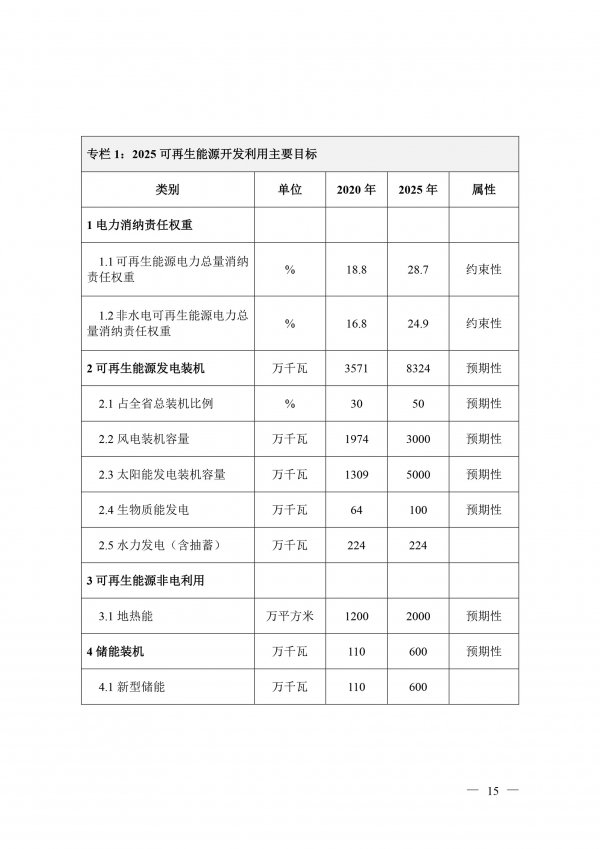 专栏 1：2025 可再生能源开发利用主要目标
类别 单位 2020 年 2025 年 属性
1 电力消纳责任权重
1.1 可再生能源电力总量消纳
责任权重 % 18.8 28.7 约束性
1.2 非水电可再生能源电力总
量消纳责任权重 % 16.8 24.9 约束性
2 可再生能源发电装机 万千瓦 3571 8324 预期性
2.1 占全省总装机比例 % 30 50 预期性
2.2 风电装机容量 万千瓦 1974 3000 预期性
2.3 太阳能发电装机容量 万千瓦 1309 5000 预期性
2.4 生物质能发电 万千瓦 64 100 预期性
2.5 水力发电（含抽蓄） 万千瓦 224 224
3 可再生能源非电利用
3.1 地热能 万平方米 1200 2000 预期性
4 储能装机 万千瓦 110 600 预期性
4.1 新型储能 万千瓦 110 600
— 15 —